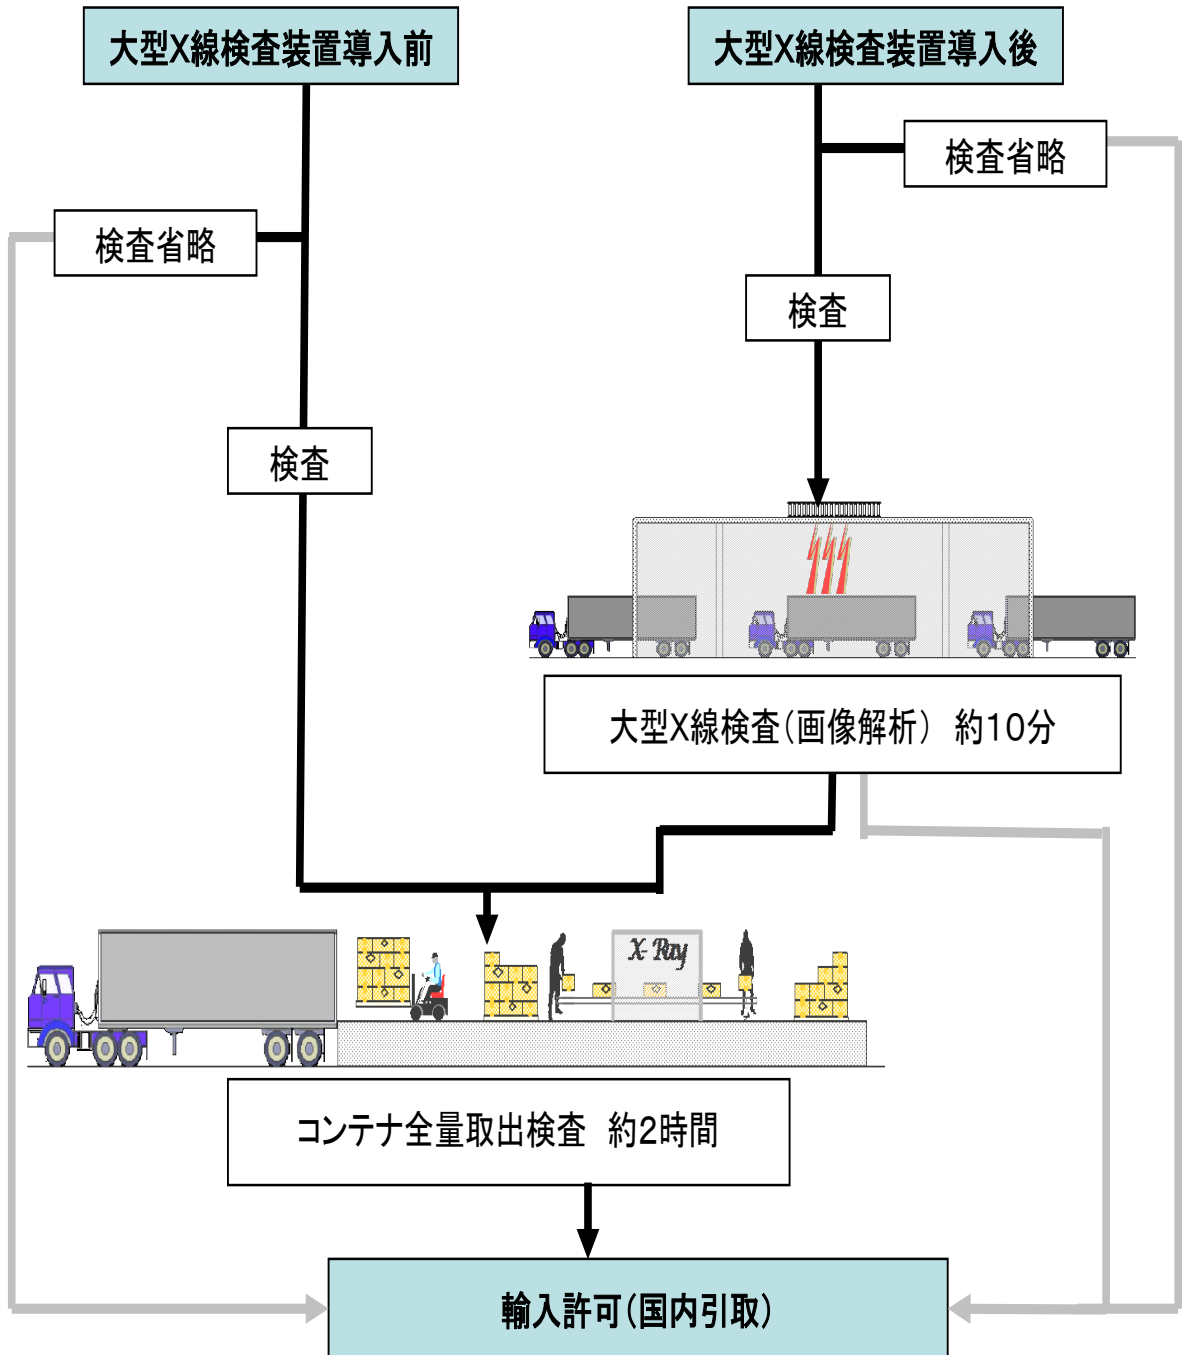 大型X線検査装置導入前
大型X線検査装置導入後
検査省略
検査省略
検査
検査
大型X線検査(画像解析) 約10分
X-Ray
コンテナ全量取出検査 約2時間
輸入許可(国内引取)